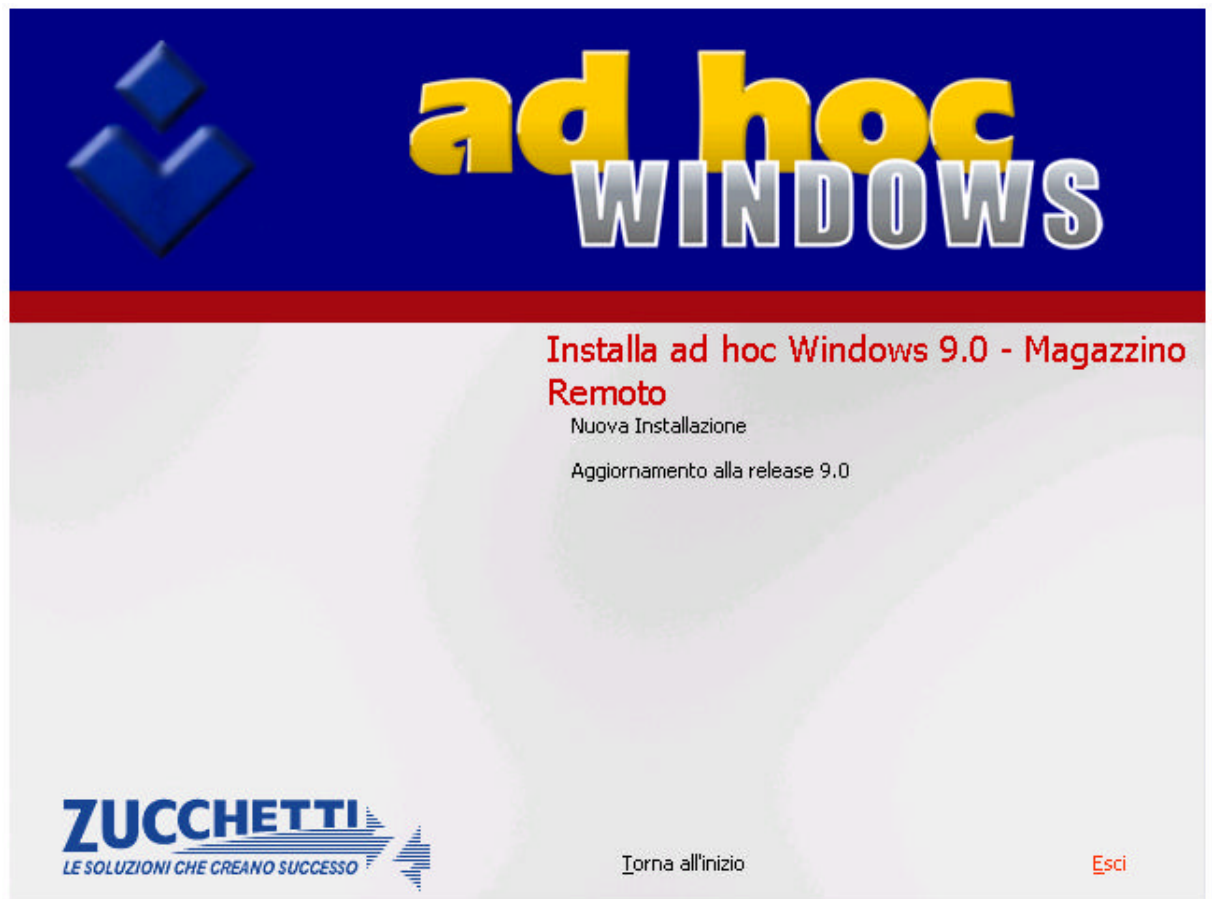 ad hoc
WINDOWS
Installa ad hoc Windows 9.0 - Magazzino
Remoto
Nuova Installazione
Aggiornamento alla release 9.0
ZUCCHETTI
LE SOLUZIONI CHE CREANO SUCCESSO
Torna all'inizio
Esci